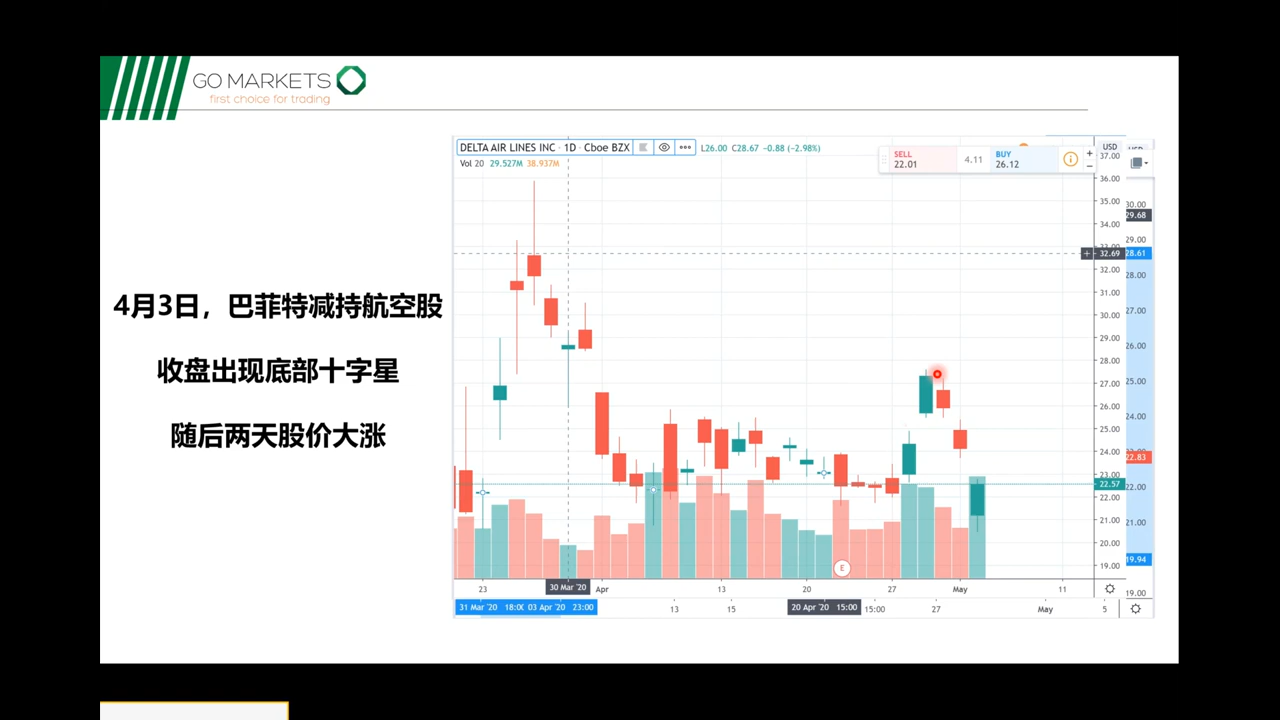 GO MARKETS
first choice for trading
4月3日，巴菲特减持航空股
收盘出现底部十字星
随后两天股价大涨
DELTA AIR LINES INC · 1D · Cboe BZX L26.00 C28.67 −0.88 (−2.98%)
Vol 20 29.527M 38.937M
SELL
22.01
4.11
BUY
26.12
USD
37.00
36.00
35.00
34.00
33.00
32.69
32.00
31.00
30.00
29.00
28.00
27.00
26.00
25.00
24.00
23.00
22.57
22.00
21.00
20.00
19.00
USD
30.00
29.68
29.00
28.61
28.00
27.00
26.00
25.00
24.00
22.83
22.00
21.00
19.94
19.00
E
23 30 Mar '20 Apr 13 20 27 May 11
31 Mar '20 18:00 03 Apr '20 23:00 13 15 20 Apr '20 15:00 15:00 27 May 5